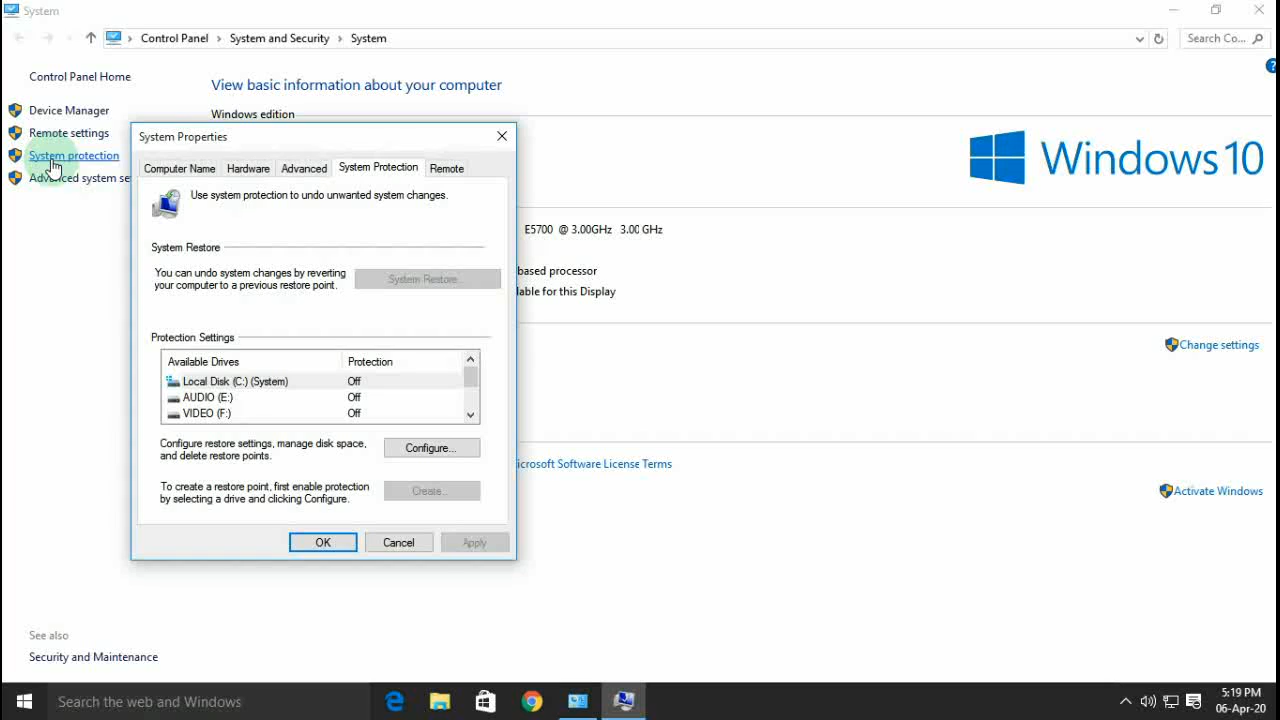 System
Control Panel > System and Security > System
Search Co...
Control Panel Home
Device Manager
Remote settings
System protection
Advanced system se
View basic information about your computer
Windows edition
Windows 10
System Properties
Computer Name
Hardware
Advanced
System Protection
Remote
Use system protection to undo unwanted system changes.
System Restore
You can undo system changes by reverting
your computer to a previous restore point.
System Restore...
Protection Settings
Available Drives
Protection
Local Disk (C:) (System)
Off
AUDIO (E:)
Off
VIDEO (F:)
Off
Configure restore settings, manage disk space,
and delete restore points.
Configure...
To create a restore point, first enable protection
by selecting a drive and clicking Configure.
Create...
OK
Cancel
Apply
E5700 @ 3.00GHz 3.00 GHz
based processor
lable for this Display
Change settings
icrosoft Software License Terms
Activate Windows
See also
Security and Maintenance
Search the web and Windows
5:19 PM
06-Apr-20